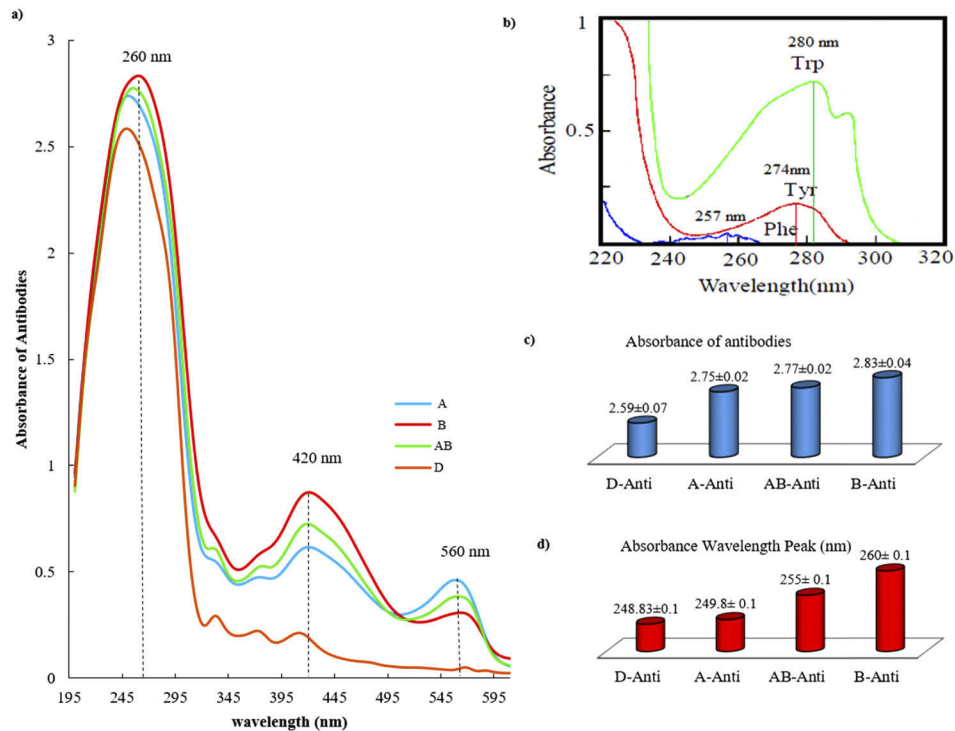 a)
3
2.5
2
1.5
1
0.5
0
Absorbance of Antibodies
260 nm
420 nm
560 nm
A
B
AB
D
195 245 295 345 395 445 495 545 595
wavelength (nm)
b)
1
0.5
0
Absorbance
280 nm
Trp
274nm
Tyr
257 nm
Phe
220 240 260 280 300 320
Wavelength(nm)
c)
Absorbance of antibodies
2.59±0.07 2.75±0.02 2.77±0.02 2.83±0.04
D-Anti A-Anti AB-Anti B-Anti
d)
Absorbance Wavelength Peak (nm)
248.83±0.1 249.8± 0.1 255± 0.1 260± 0.1
D-Anti A-Anti AB-Anti B-Anti